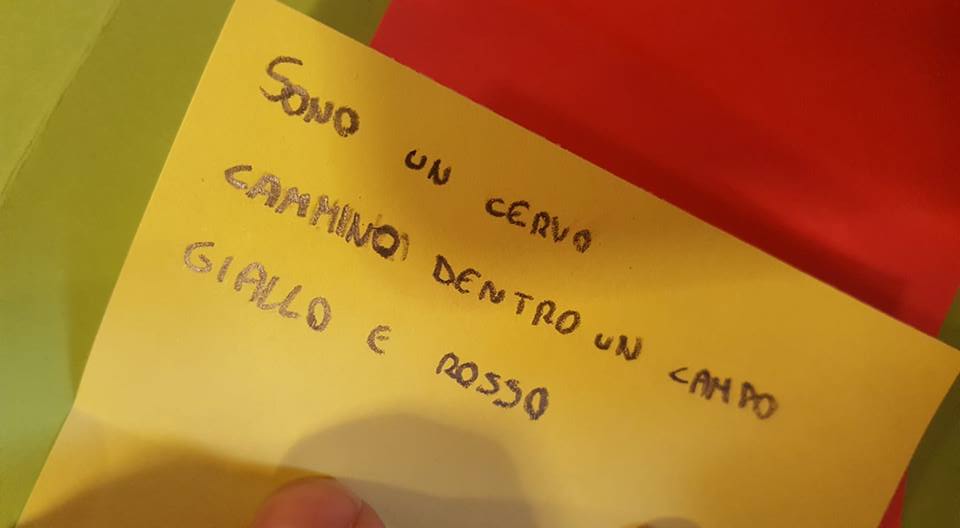 SONO UN CERVO
CAMMINO DENTRO UN CAMPO
GIALLO E ROSSO